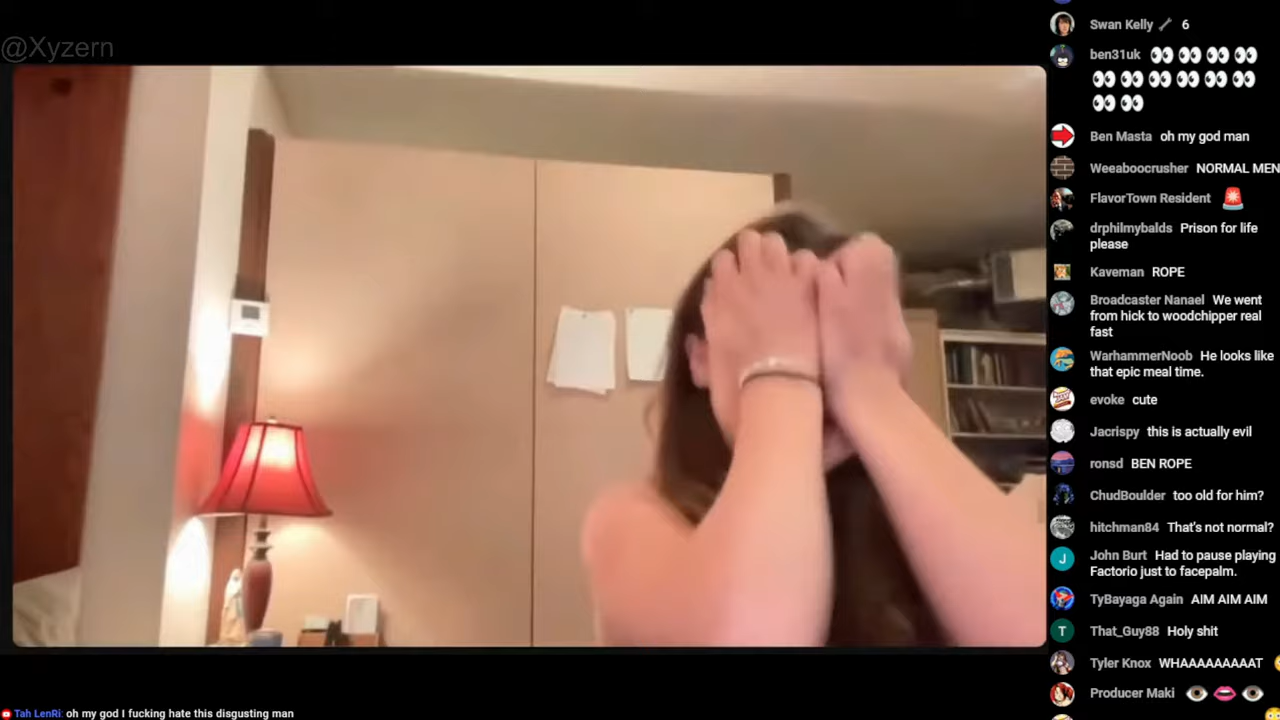 @Xyzern
Swan Kelly 6
ben31uk
Ben Masta oh my god man
Weeaboocrusher NORMAL MEN
FlavorTown Resident
drphilmybalds Prison for life
please
Kaveman ROPE
Broadcaster Nanael We went
from hick to woodchipper real
fast
WarhammerNoob He looks like
that epic meal time.
evoke cute
Jacrispy this is actually evil
ronsd BEN ROPE
ChudBoulder too old for him?
hitchman84 That's not normal?
J John Burt Had to pause playing
Factorio just to facepalm.
TyBayaga Again AIM AIM AIM
T That_Guy88 Holy shit
Tyler Knox WHAAAAAAAAT
Producer Maki
Tah LenRi: oh my god I fucking hate this disgusting man